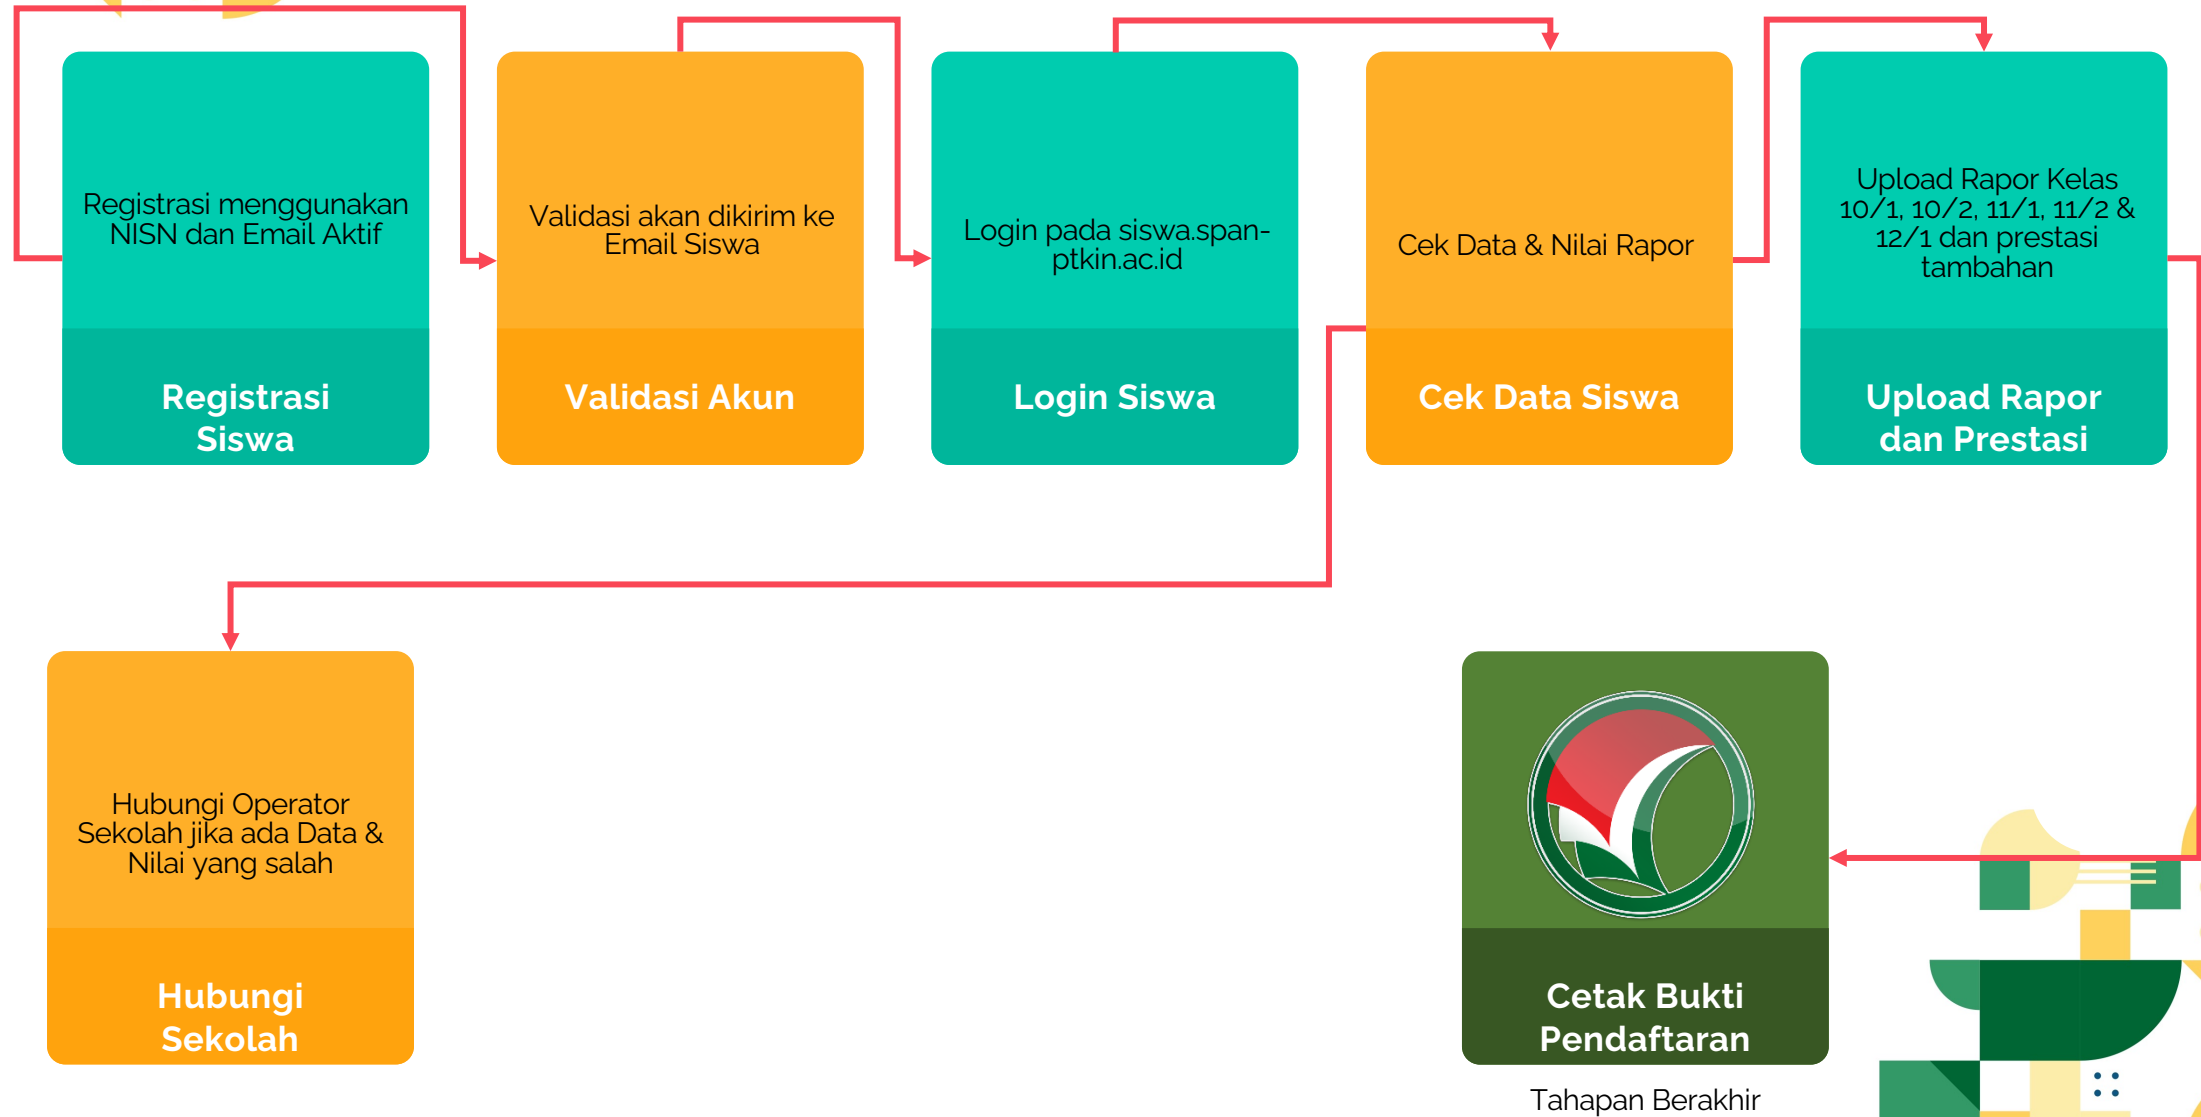 Registrasi menggunakan
NISN dan Email Aktif
Registrasi
Siswa
Validasi akan dikirim ke
Email Siswa
Validasi Akun
Login pada siswa.span-
ptkin.ac.id
Login Siswa
Cek Data & Nilai Rapor
Cek Data Siswa
Upload Rapor Kelas
10/1, 10/2, 11/1, 11/2 &
12/1 dan prestasi
tambahan
Upload Rapor
dan Prestasi
Hubungi Operator
Sekolah jika ada Data &
Nilai yang salah
Hubungi
Sekolah
Cetak Bukti
Pendaftaran
Tahapan Berakhir